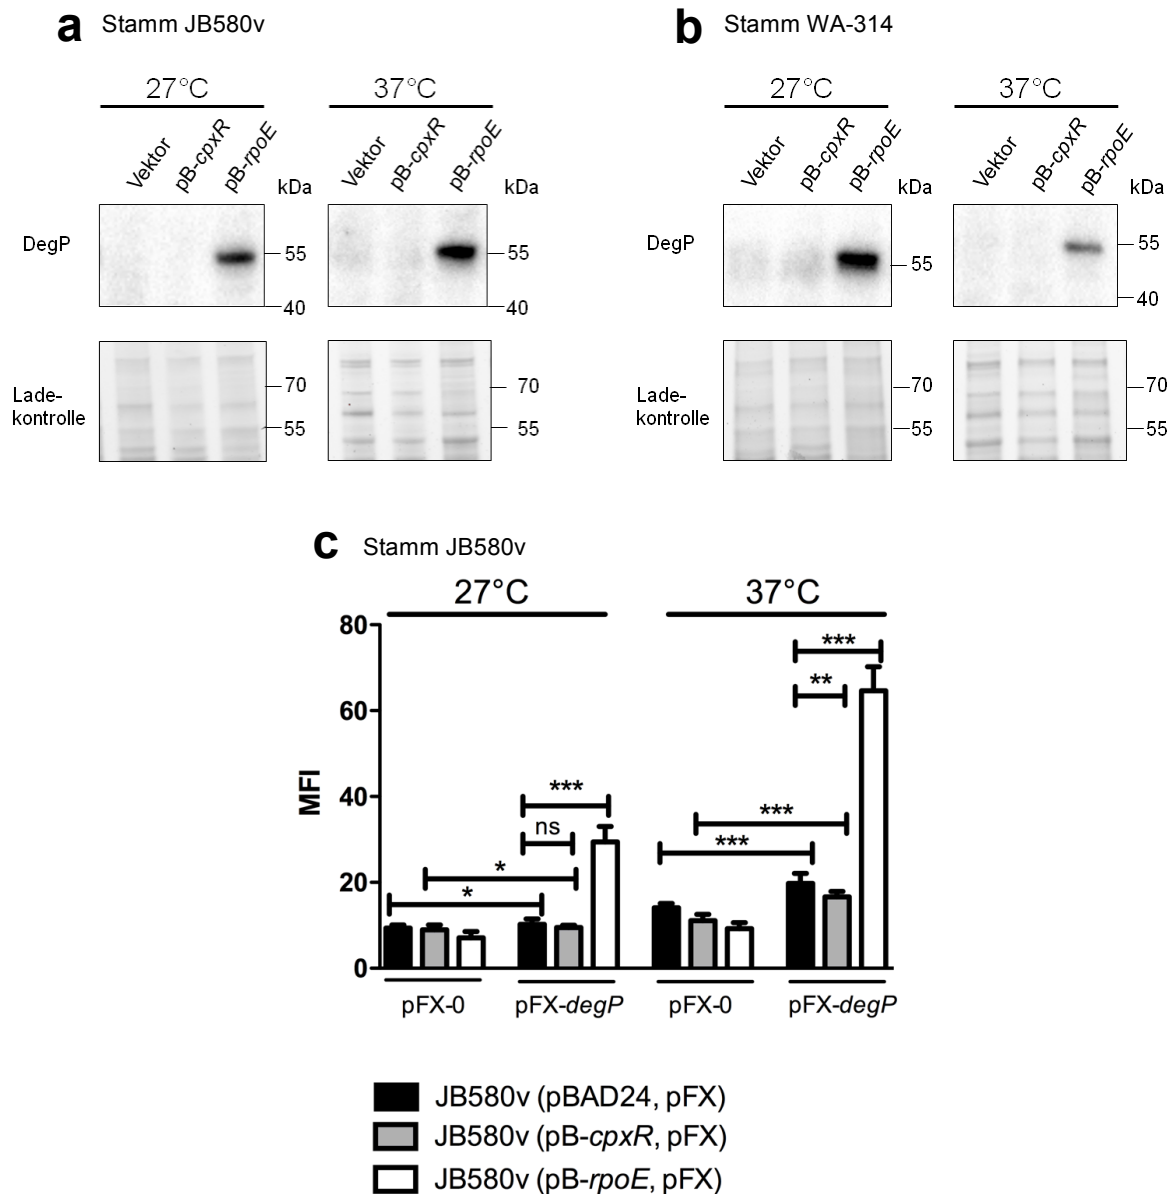 a Stamm JB580v
27°C 37°C
Vektor pB-cpxR pB-rpoE kDa Vektor pB-cpxR pB-rpoE kDa
DegP 55 55
40 40
Lade-
kontrolle
70 70
55 55
b Stamm WA-314
27°C 37°C
Vektor pB-cpxR pB-rpoE kDa Vektor pB-cpxR pB-rpoE kDa
DegP 55 55
40
Lade-
kontrolle
70 70
55 55
c Stamm JB580v
27°C 37°C
80
60
40
20
0
MFI
* * ns ***
*** *** ** ***
pFX-0 pFX-degP pFX-0 pFX-degP
JB580v (pBAD24, pFX)
JB580v (pB-cpxR, pFX)
JB580v (pB-rpoE, pFX)